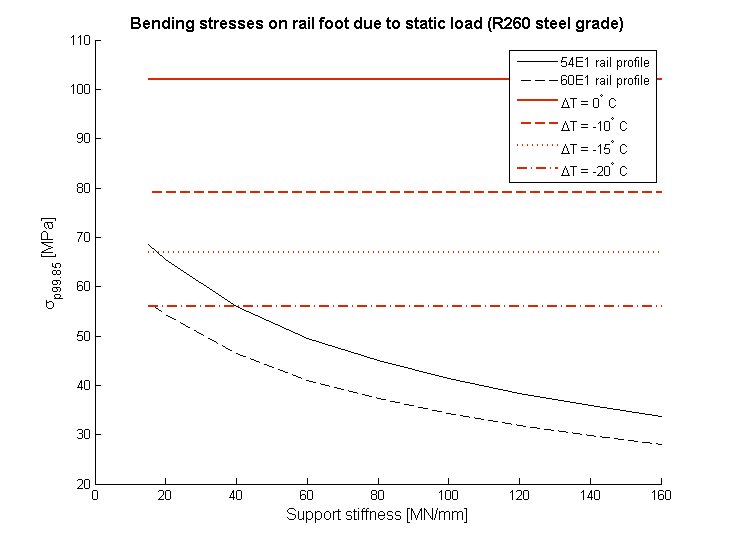 Bending stresses on rail foot due to static load (R260 steel grade)
110
100
90
80
70
60
50
40
30
20
σp99.85 [MPa]
54E1 rail profile
60E1 rail profile
ΔT = 0° C
ΔT = -10° C
ΔT = -15° C
ΔT = -20° C
0 20 40 60 80 100 120 140 160
Support stiffness [MN/mm]